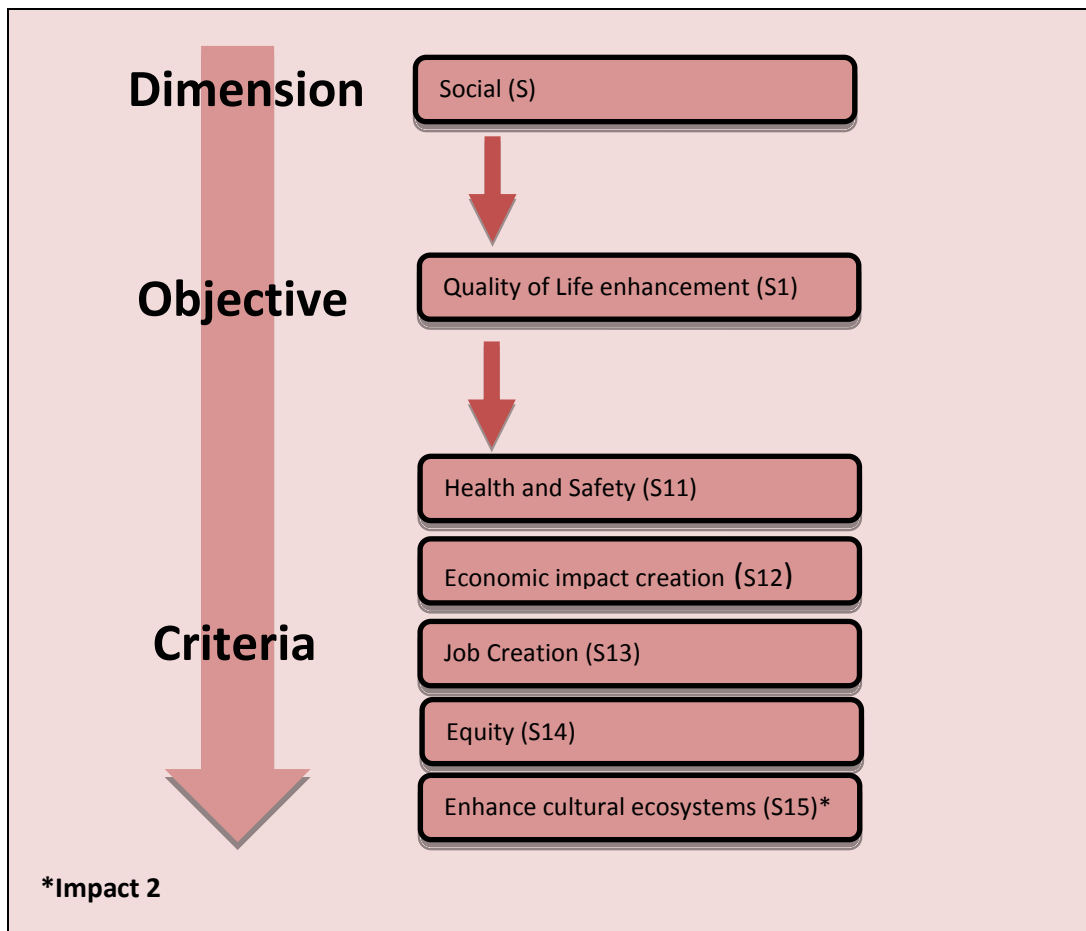 Dimension
Social (S)
Objective
Quality of Life enhancement (S1)
Health and Safety (S11)
Economic impact creation (S12)
Criteria
Job Creation (S13)
Equity (S14)
Enhance cultural ecosystems (S15)*
*Impact 2